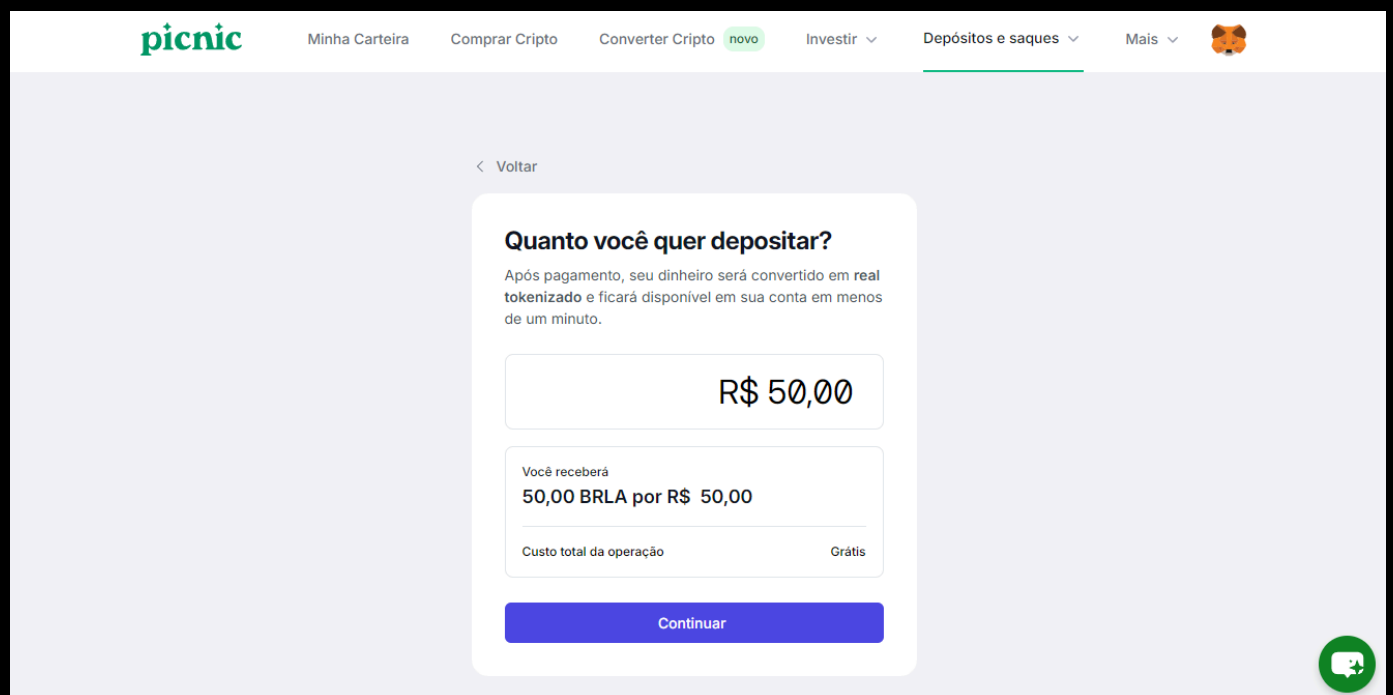 picnic
Minha Carteira
Comprar Cripto
Converter Cripto novo
Investir
Depósitos e saques
Mais
Voltar
Quanto você quer depositar?
Após pagamento, seu dinheiro será convertido em real
tokenizado e ficará disponível em sua conta em menos
de um minuto.
R$ 50,00
Você receberá
50,00 BRLA por R$ 50,00
Custo total da operação Grátis
Continuar